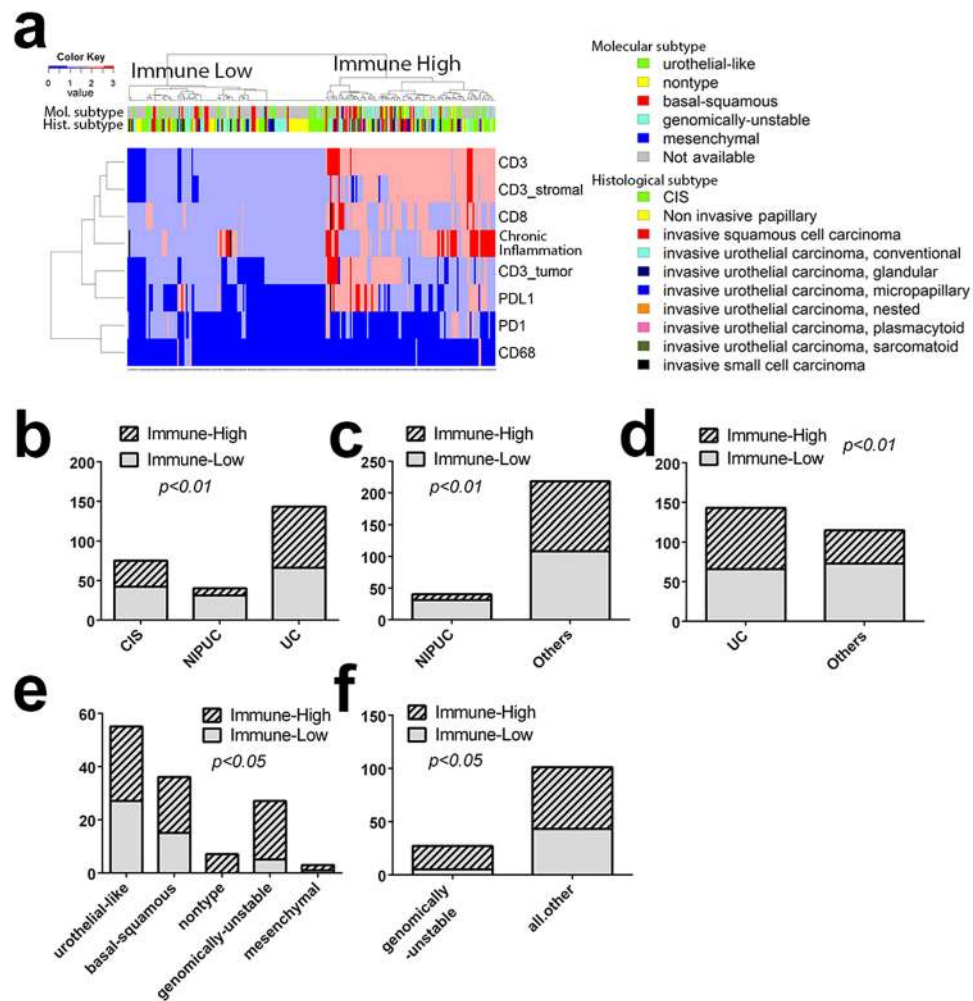 a
Color Key
0 1 2 3
value
Immune Low
Immune High
Mol. subtype
Hist. subtype
CD3
CD3_stromal
CD8
Chronic
Inflammation
CD3_tumor
PDL1
PD1
CD68
Molecular subtype
urothelial-like
nontype
basal-squamous
genomically-unstable
mesenchymal
Not available
Histological subtype
CIS
Non invasive papillary
invasive squamous cell carcinoma
invasive urothelial carcinoma, conventional
invasive urothelial carcinoma, glandular
invasive urothelial carcinoma, micropapillary
invasive urothelial carcinoma, nested
invasive urothelial carcinoma, plasmacytoid
invasive urothelial carcinoma, sarcomatoid
invasive small cell carcinoma
b
Immune-High
Immune-Low
p<0.01
200
150
100
50
0
CIS
NIPUC
UC
c
Immune-High
Immune-Low
p<0.01
250
200
150
100
50
0
NIPUC
Others
d
Immune-High
Immune-Low
p<0.01
200
150
100
50
0
UC
Others
e
Immune-High
Immune-Low
p<0.05
60
40
20
0
urothelial-like
basal-squamous
nontype
genomically-unstable
mesenchymal
f
Immune-High
Immune-Low
p<0.05
150
100
50
0
genomically
-unstable
all.other